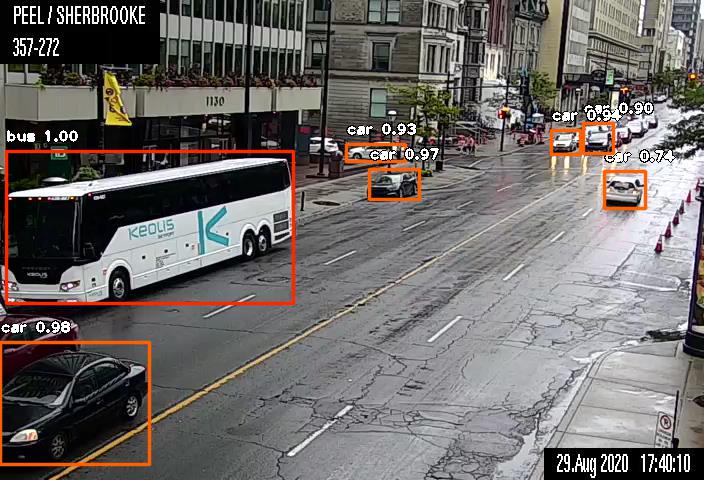 PEEL / SHERBROOKE
357-272
1130
car 0.90
car 0.94
car 0.93
bus 1.00
car 0.97
car 0.74
KEOLIS
K
KEOLIS
car 0.98
P
29.Aug 2020 17:40:10